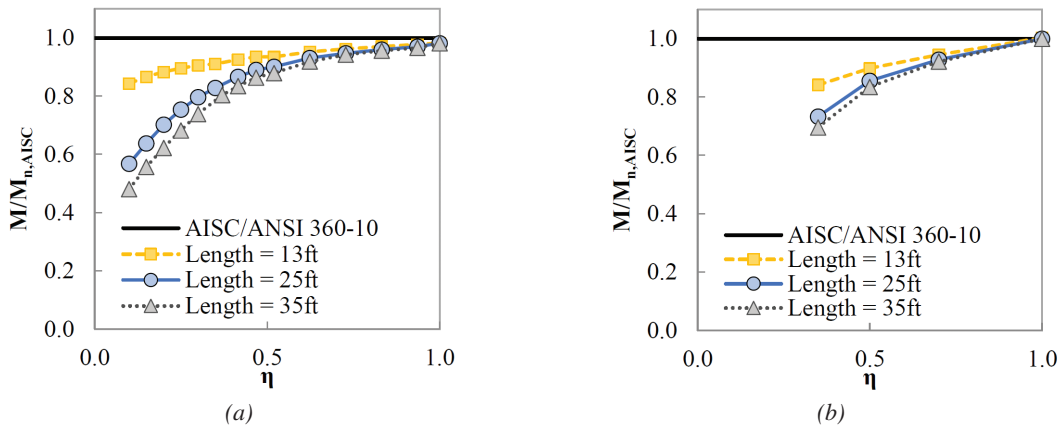 1.0
0.8
0.6
0.4
0.2
0.0
M/Mn,AISC
AISC/ANSI 360-10
Length = 13ft
Length = 25ft
Length = 35ft
0.0 0.5 1.0
η
(a)
1.0
0.8
0.6
0.4
0.2
0.0
M/Mn,AISC
AISC/ANSI 360-10
Length = 13ft
Length = 25ft
Length = 35ft
0.0 0.5 1.0
η
(b)